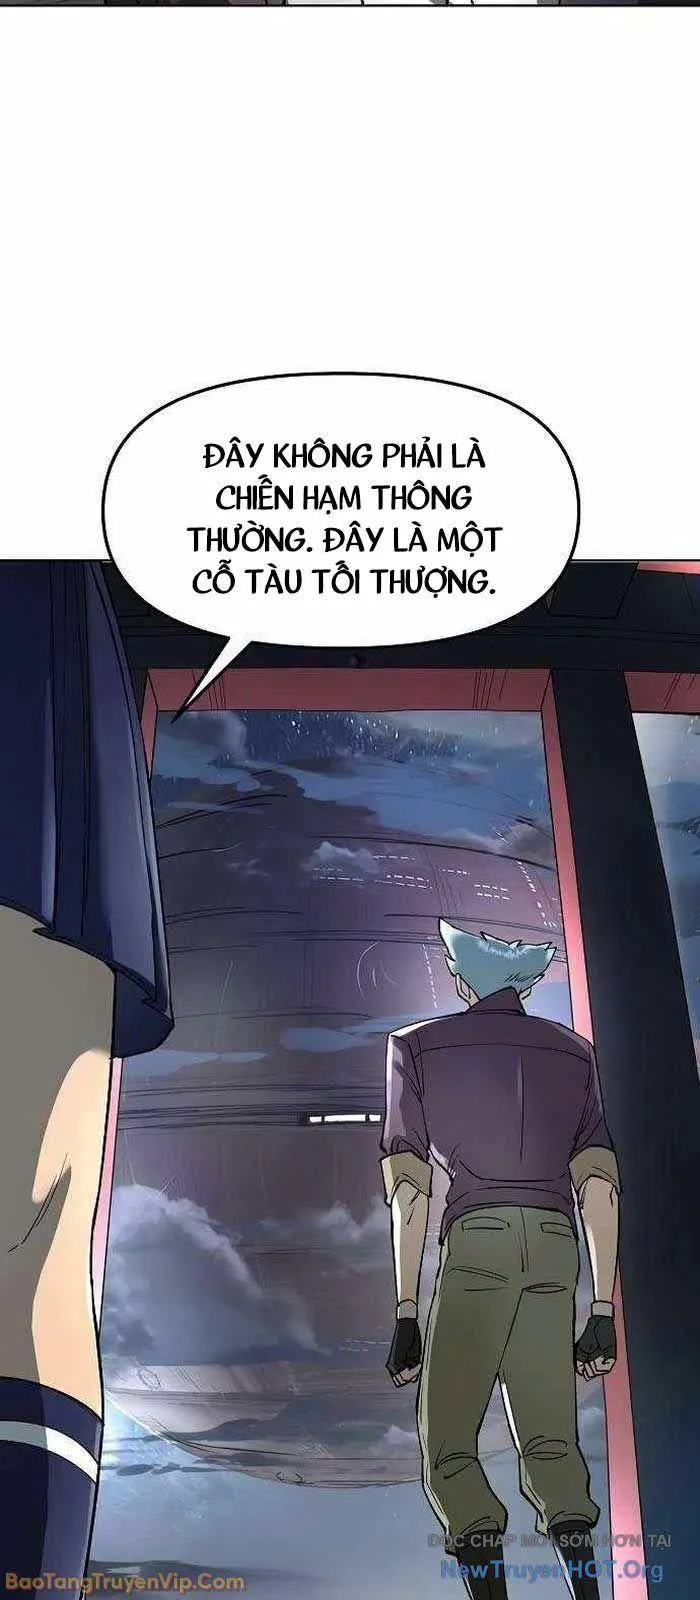 ĐÂY KHÔNG PHẢI LÀ
CHIẾN HẠM THÔNG
THƯỜNG. ĐÂY LÀ MỘT
CỖ TÀU TỐI THƯỢNG.
ĐỌC CHAP MỚI SỚM HƠN TẠI
NewTruyenHOT.Org
BaoTangTruyenVip.Com